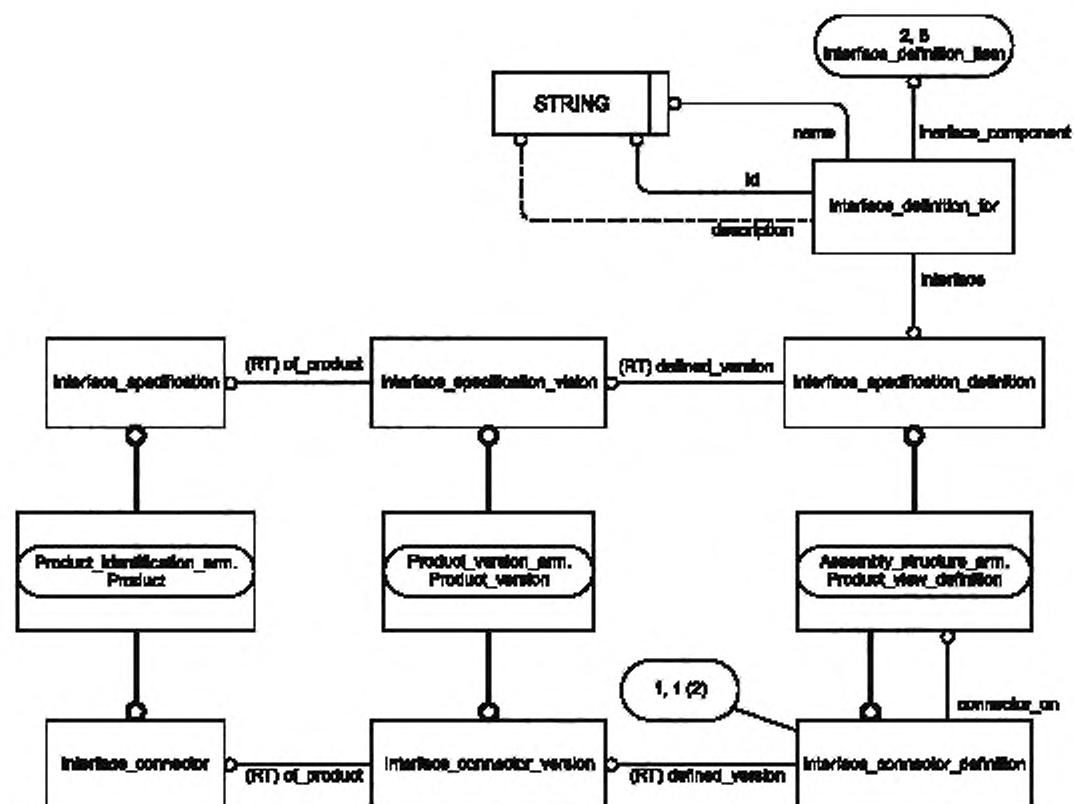 2, 5
Interface_definition_item
STRING
name
interface_component
id
Interface_definition_for
description
interface
Interface_specification
(RT) of_product
Interface_specification_vision
(RT) defined_version
Interface_specification_definition
Product_identification_arm.
Product
Product_version_arm.
Product_version
Assembly_structure_arm.
Product_view_definition
1, 1 (2)
connector_on
Interface_connector
(RT) of_product
Interface_connector_version
(RT) defined_version
Interface_connector_definition